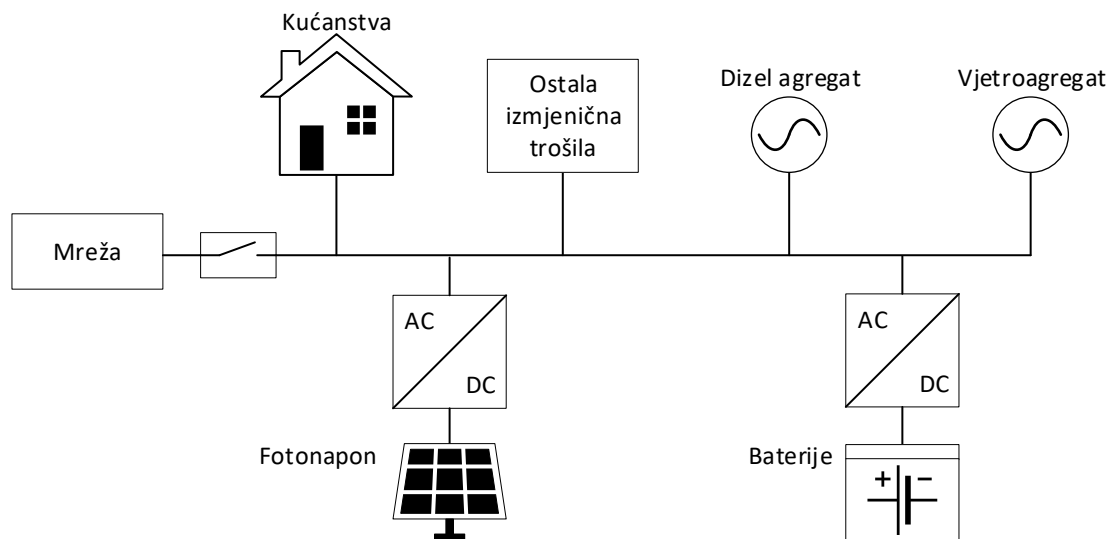 Kućanstva
Ostala
izmjenična
trošila
Dizel agregat
Vjetroagregat
Mreža
AC
DC
AC
DC
Fotonapon
Baterije
+ −